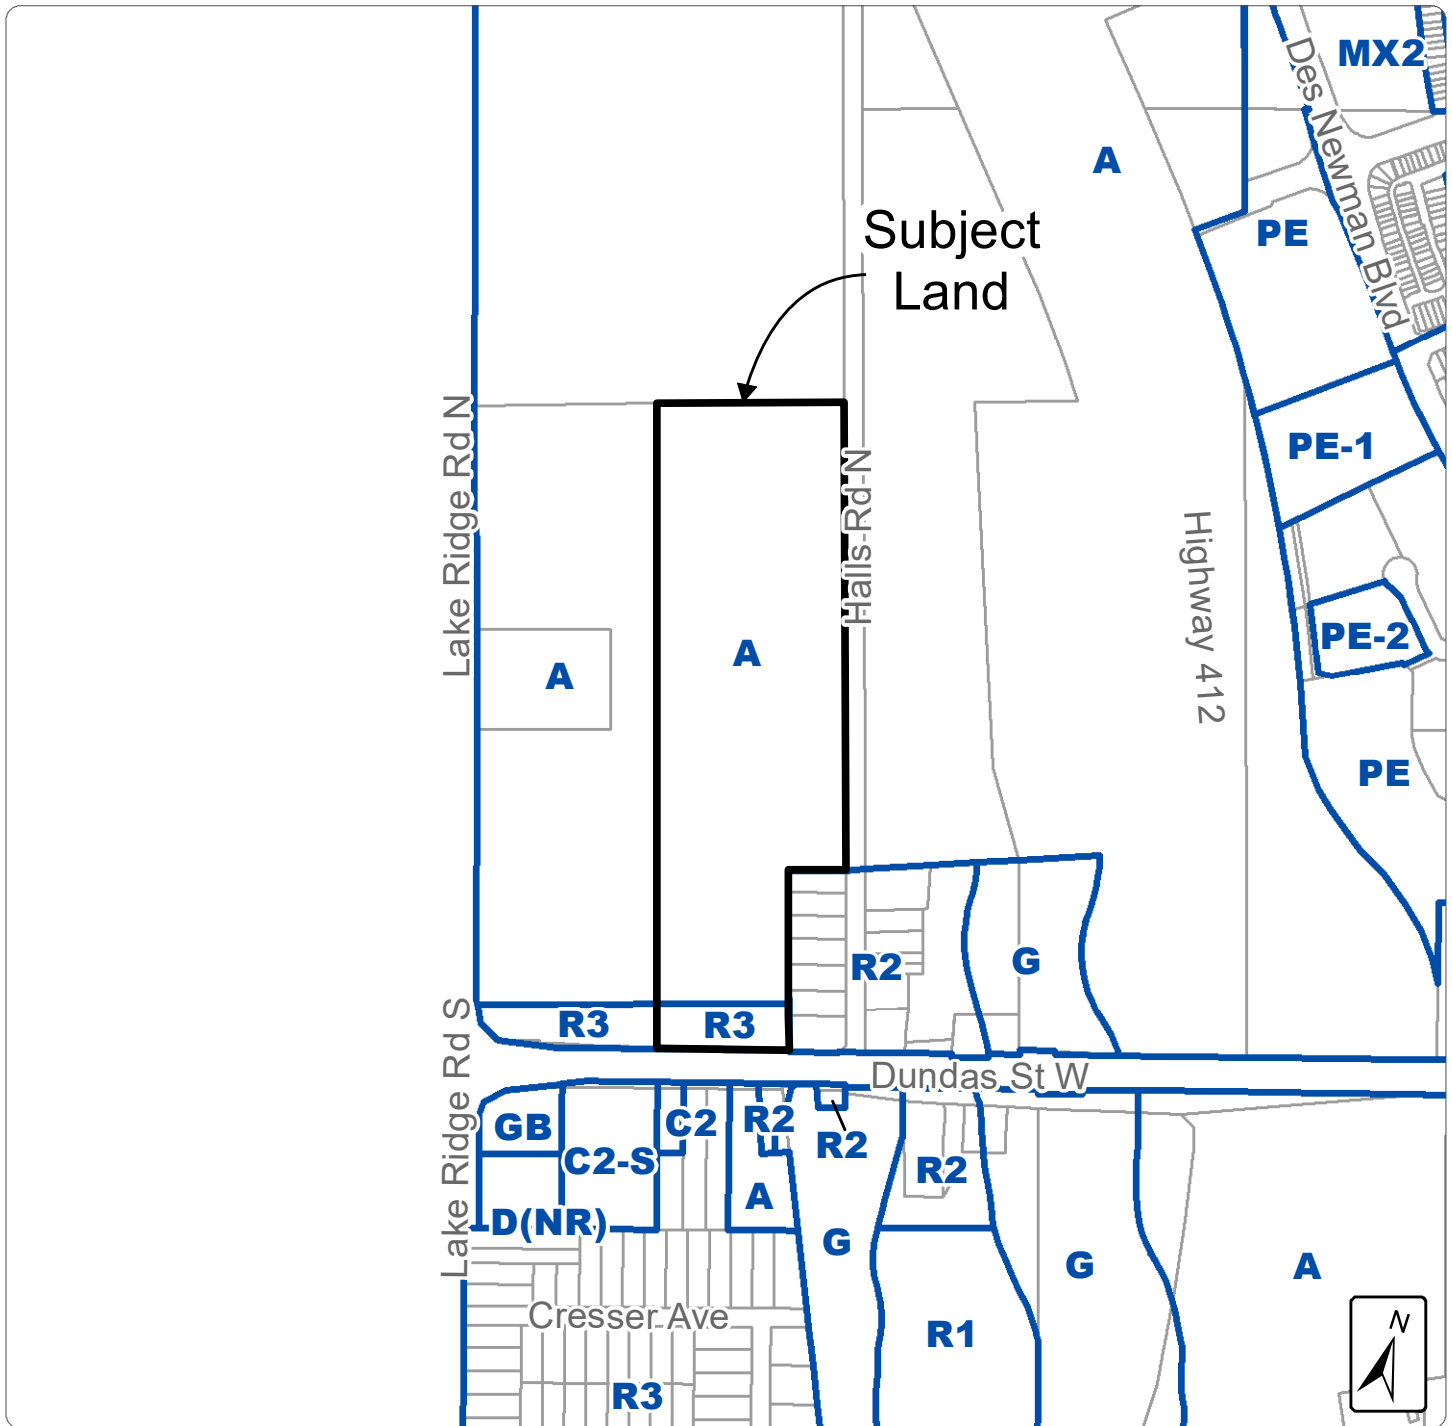 MX2
Des Newman Blvd
A
Subject
Land
PE
Lake Ridge Rd N
Halls Rd N
PE-1
Highway 412
PE-2
A
A
PE
R2
G
R3
R3
Lake Ridge Rd S
Dundas St W
GB
C2
R2
R2
C2-S
R2
A
D(NR)
G
G
A
Cresser Ave
R1
R3
N